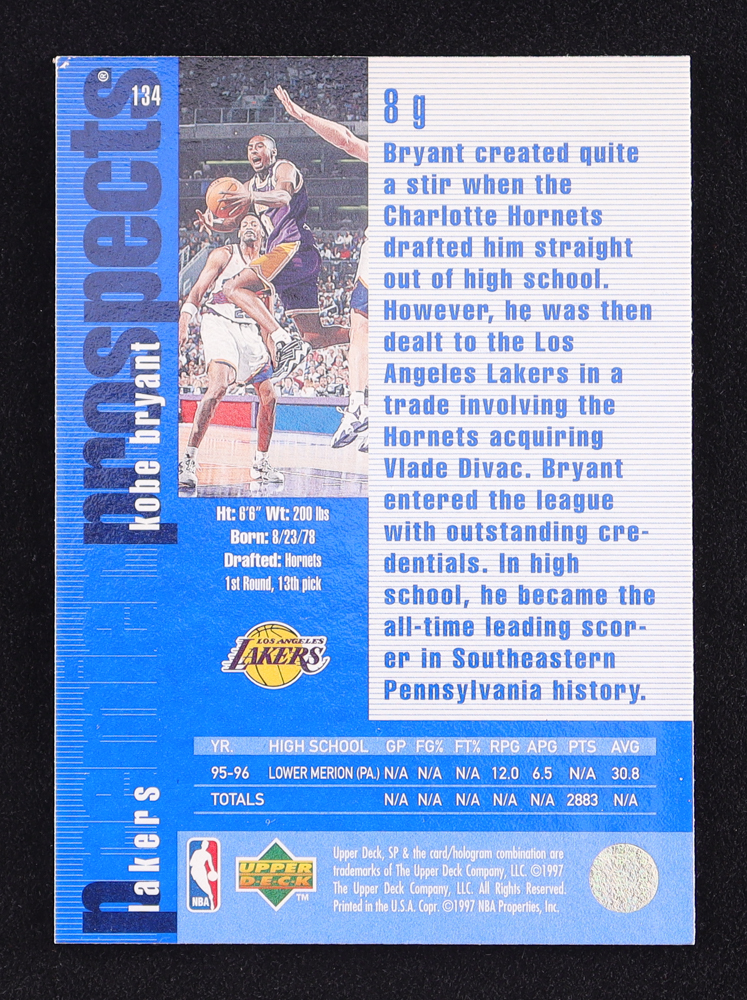 134
premier prospects®
kobe bryant
lakers
8 g
Bryant created quite
a stir when the
Charlotte Hornets
drafted him straight
out of high school.
However, he was then
dealt to the Los
Angeles Lakers in a
trade involving the
Hornets acquiring
Vlade Divac. Bryant
entered the league
with outstanding cre-
dentials. In high
school, he became the
all-time leading scor-
er in Southeastern
Pennsylvania history.
Ht: 6'6" Wt: 200 lbs
Born: 8/23/78
Drafted: Hornets
1st Round, 13th pick
LOS ANGELES
LAKERS
YR. HIGH SCHOOL GP FG% FT% RPG APG PTS AVG
95-96 LOWER MERION (PA.) N/A N/A N/A 12.0 6.5 N/A 30.8
TOTALS N/A N/A N/A N/A N/A 2883 N/A
NBA
UPPER
D·E·C·K
TM
Upper Deck, SP & the card/hologram combination are
trademarks of The Upper Deck Company, LLC. ©1997
The Upper Deck Company, LLC. All Rights Reserved.
Printed in the U.S.A. Copr. ©1997 NBA Properties, Inc.